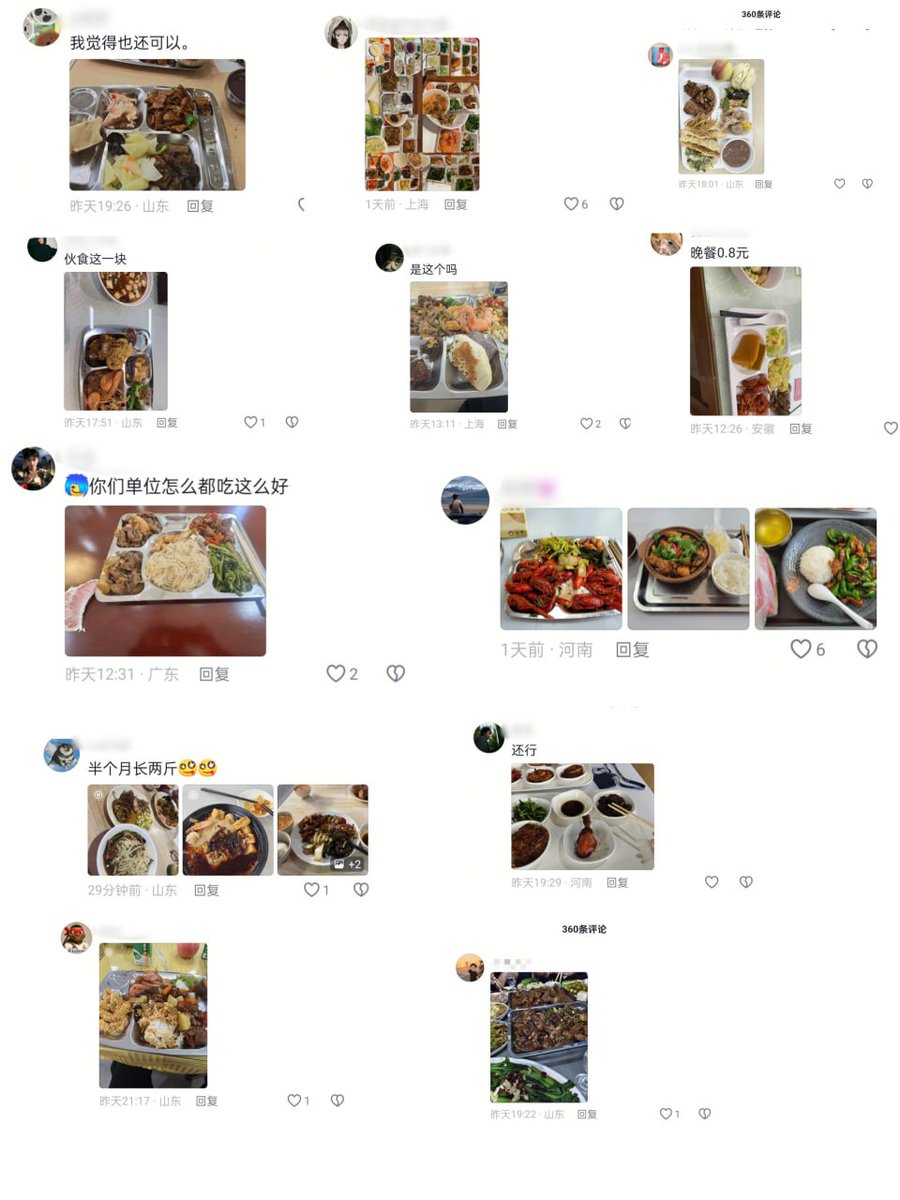 360条评论
我觉得也还可以。
昨天19:26 · 山东 回复
1天前 · 上海 回复
6
昨天18:01 · 山东 回复
伙食这一块
昨天17:51 · 山东 回复
1
是这个吗
昨天13:11 · 上海 回复
2
晚餐0.8元
昨天12:26 · 安徽 回复
你们单位怎么都吃这么好
昨天12:31 · 广东 回复
2
1天前 · 河南 回复
6
半个月长两斤
+2
29分钟前 · 山东 回复
1
还行
昨天19:29 · 河南 回复
昨天21:17 · 山东 回复
1
360条评论
昨天19:22 · 山东 回复
1